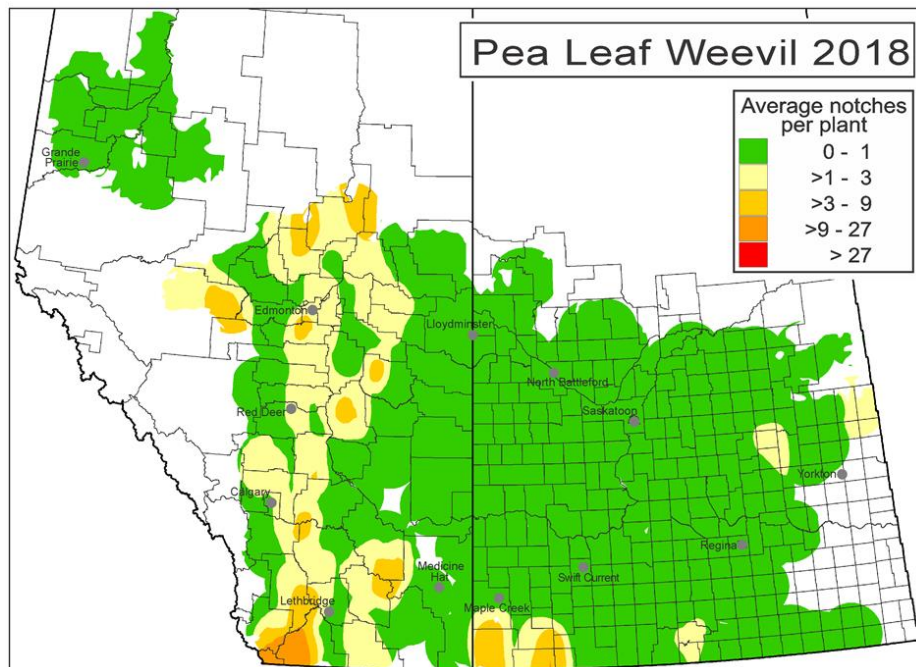 Pea Leaf Weevil 2018
Average notches
per plant
0 - 1
>1 - 3
>3 - 9
>9 - 27
> 27
Grande
Prairie
Edmonton
Lloydminster
North Battleford
Red Deer
Saskatoon
Calgary
Yorkton
Regina
Medicine
Hat
Swift Current
Lethbridge
Maple Creek